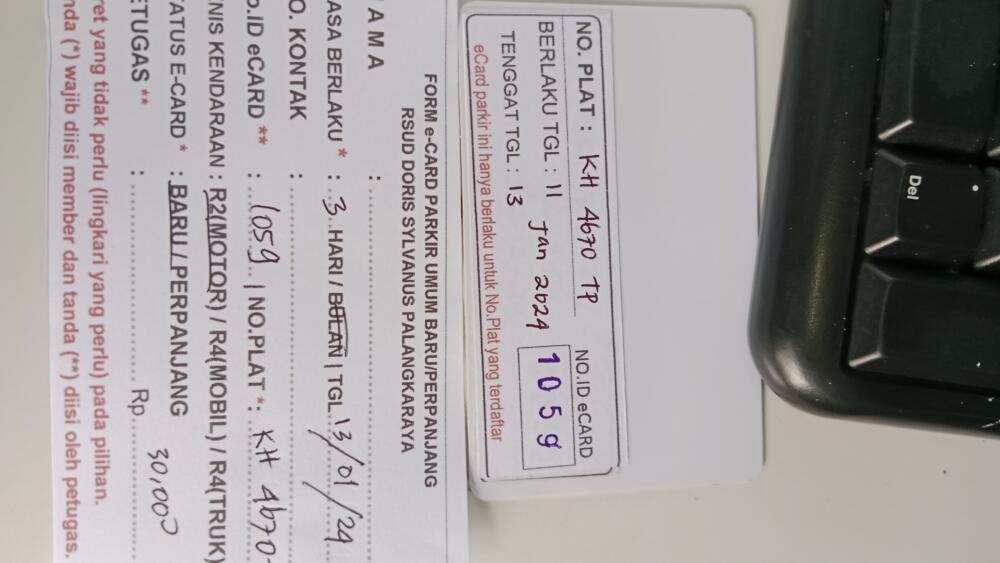 FORM e-CARD PARKIR UMUM BARU/PERPANJANG
RSUD DORIS SYLVANUS PALANGKARAYA
A M A : 
ASA BERLAKU * : 3 HARI / BULAN | TGL. 13/01/24
O. KONTAK :
o.ID eCARD ** : 1059 | NO.PLAT *: KH 4670
NIS KENDARAAN : R2(MOTOR) / R4(MOBIL) / R4(TRUK)
TATUS E-CARD * : BARU / PERPANJANG
ETUGAS ** : Rp 30,000
ret yang tidak perlu (lingkari yang perlu) pada pilihan.
nda (*) wajib diisi member dan tanda (**) diisi oleh petugas.
NO. PLAT : KH 4670 TP
BERLAKU TGL : 11 Jan 2024
TENGGAT TGL : 13
NO.ID eCARD
1059
eCard parkir ini hanya berlaku untuk No.Plat yang terdaftar
Del